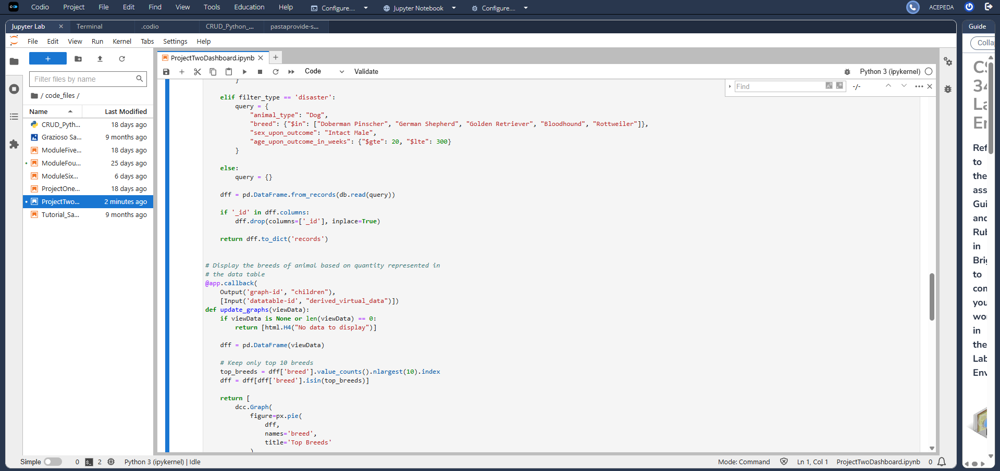 Codio Project File Edit Find View Tools Education Help Configure.... Jupyter Notebook Configure.... ACEPEDA
Jupyter Lab Terminal .codio CRUD_Python_... pastaprovide-s... Guide
File Edit View Run Kernel Tabs Settings Help
ProjectTwoDashboard.ipynb
Code Validate Python 3 (ipykernel)
Filter files by name
Find -/-
/ code_files /
Name Last Modified
CRUD_Pyth... 18 days ago
Grazioso Sa... 9 months ago
ModuleFive... 18 days ago
ModuleFou... 25 days ago
ModuleSix... 6 days ago
ProjectOne... 18 days ago
ProjectTwo... 2 minutes ago
Tutorial_Sa... 9 months ago
}
elif filter_type == 'disaster':
query = {
"animal_type": "Dog",
"breed": {"$in": ["Doberman Pinscher", "German Shepherd", "Golden Retriever", "Bloodhound", "Rottweiler"]},
"sex_upon_outcome": "Intact Male",
"age_upon_outcome_in_weeks": {"$gte": 20, "$lte": 300}
}
else:
query = {}
dff = pd.DataFrame.from_records(db.read(query))
if '_id' in dff.columns:
dff.drop(columns=['_id'], inplace=True)
return dff.to_dict('records')
# Display the breeds of animal based on quantity represented in
# the data table
@app.callback(
Output('graph-id', "children"),
[Input('datatable-id', "derived_virtual_data")])
def update_graphs(viewData):
if viewData is None or len(viewData) == 0:
return [html.H4("No data to display")]
dff = pd.DataFrame(viewData)
# Keep only top 10 breeds
top_breeds = dff['breed'].value_counts().nlargest(10).index
dff = dff[dff['breed'].isin(top_breeds)]
return [
dcc.Graph(
figure=px.pie(
dff,
names='breed',
title='Top Breeds'
)
Simple 0 2 Python 3 (ipykernel) | Idle Mode: Command Ln 1, Col 1 ProjectTwoDashboard.ipynb 0
Colla
CS
34
La
En
Ref
to
the
ass
Gui
and
Rub
in
Brig
to
con
you
wo
in
the
Lab
Env